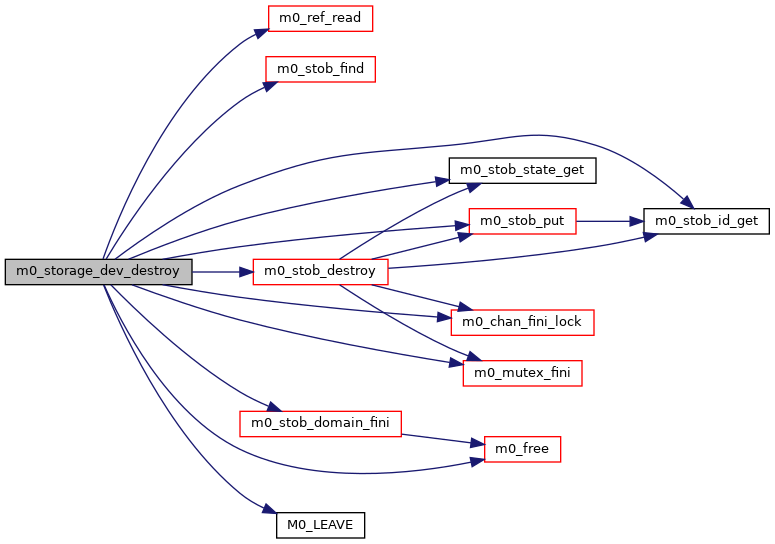 m0_ref_read
m0_stob_find
m0_stob_state_get
m0_stob_put
m0_stob_id_get
m0_storage_dev_destroy
m0_stob_destroy
m0_chan_fini_lock
m0_mutex_fini
m0_stob_domain_fini
m0_free
M0_LEAVE